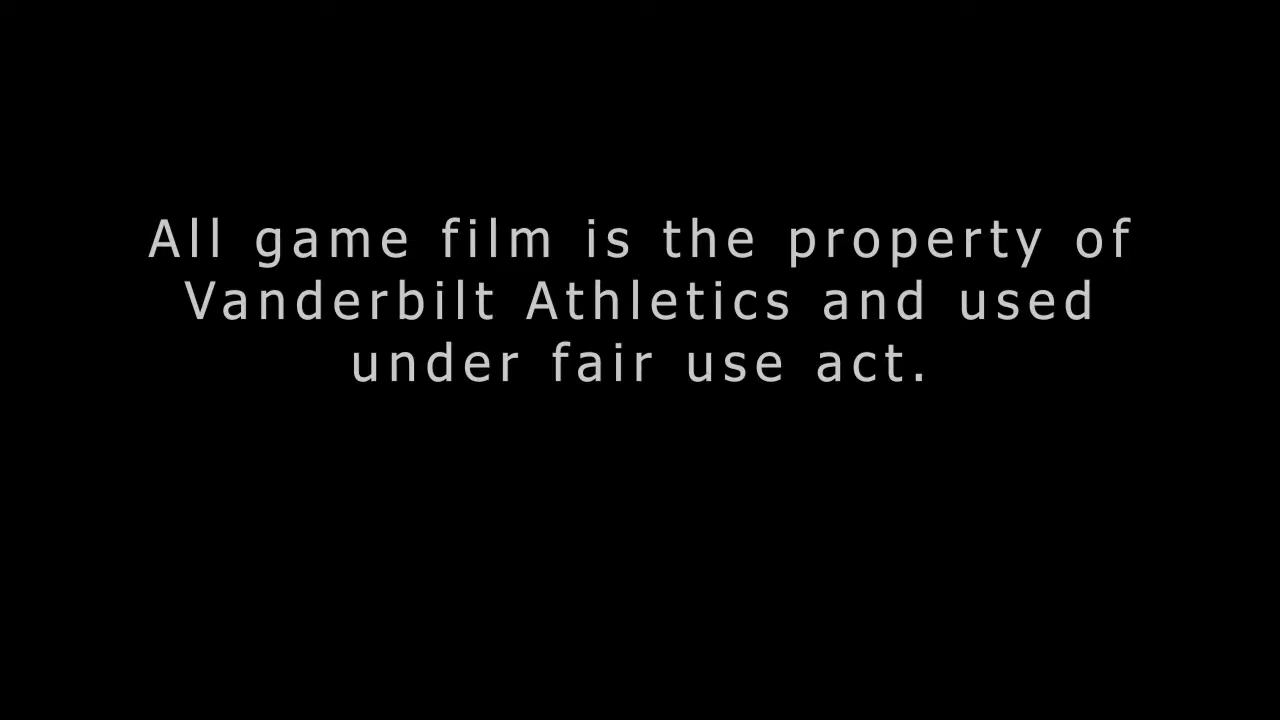 All game film is the property of
Vanderbilt Athletics and used
under fair use act.